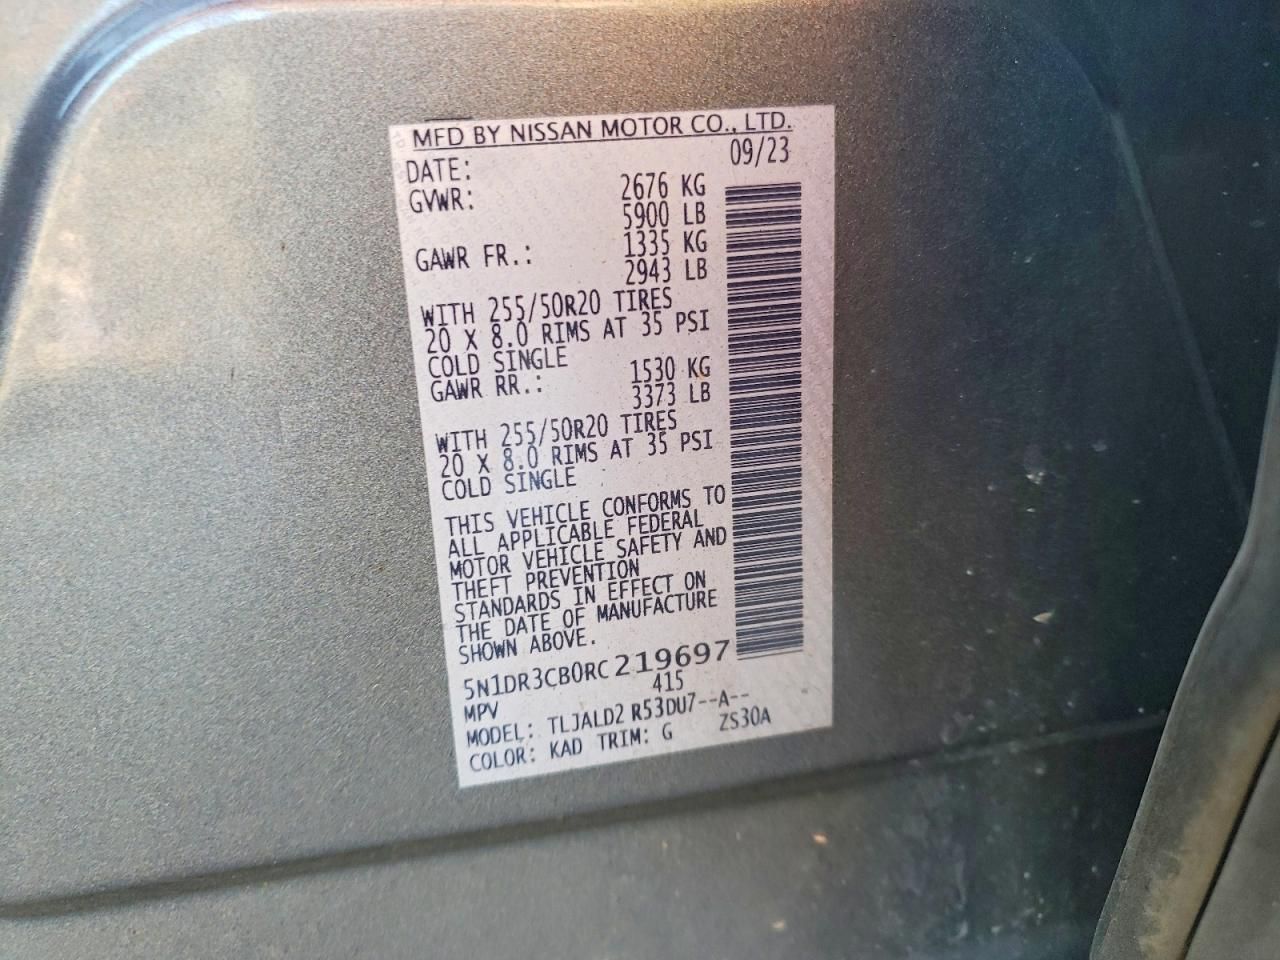 MFD BY NISSAN MOTOR CO., LTD.
DATE: 09/23
GVWR: 2676 KG
5900 LB
GAWR FR.: 1335 KG
2943 LB
WITH 255/50R20 TIRES
20 X 8.0 RIMS AT 35 PSI
COLD SINGLE
GAWR RR.: 1530 KG
3373 LB
WITH 255/50R20 TIRES
20 X 8.0 RIMS AT 35 PSI
COLD SINGLE
THIS VEHICLE CONFORMS TO
ALL APPLICABLE FEDERAL
MOTOR VEHICLE SAFETY AND
THEFT PREVENTION
STANDARDS IN EFFECT ON
THE DATE OF MANUFACTURE
SHOWN ABOVE.
5N1DR3CB0RC219697
MPV 415
MODEL: TLJALD2 R53DU7--A--
COLOR: KAD TRIM: G ZS30A